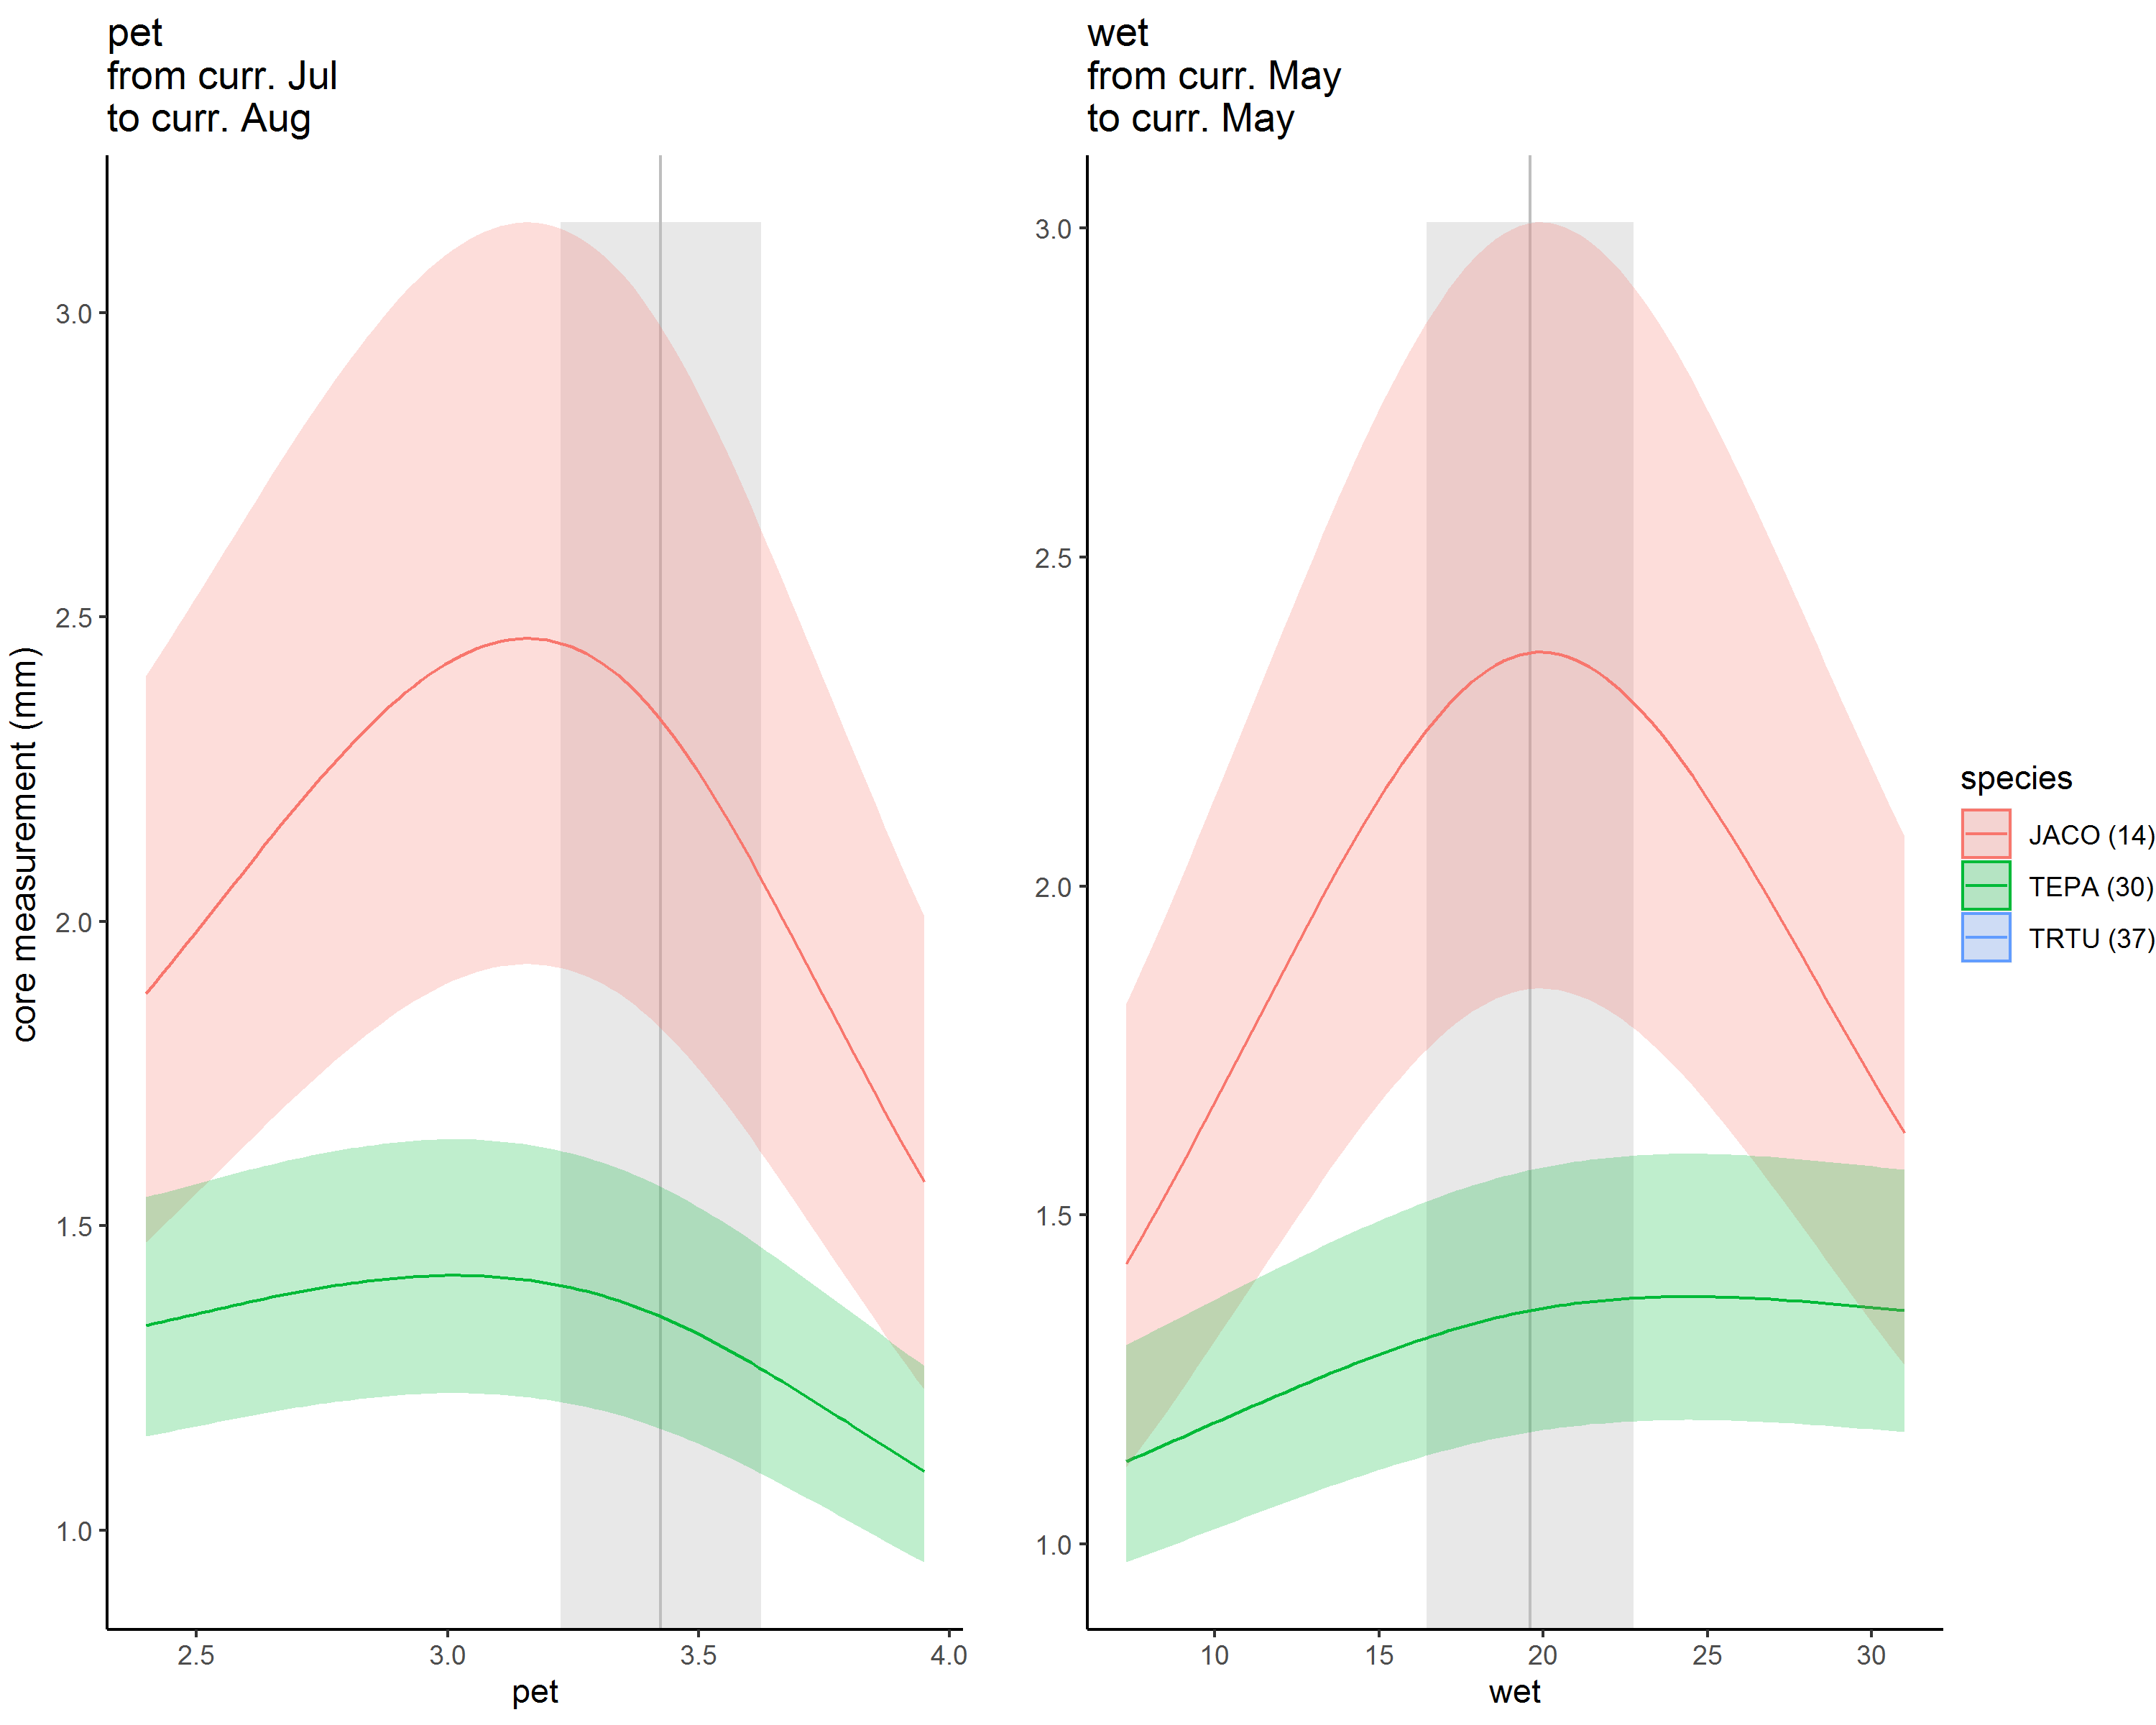 pet
from curr. Jul
to curr. Aug
wet
from curr. May
to curr. May
core measurement (mm)
3.0
2.5
2.0
1.5
1.0
2.5
3.0
3.5
4.0
pet
3.0
2.5
2.0
1.5
1.0
10
15
20
25
30
wet
species
JACO (14)
TEPA (30)
TRTU (37)